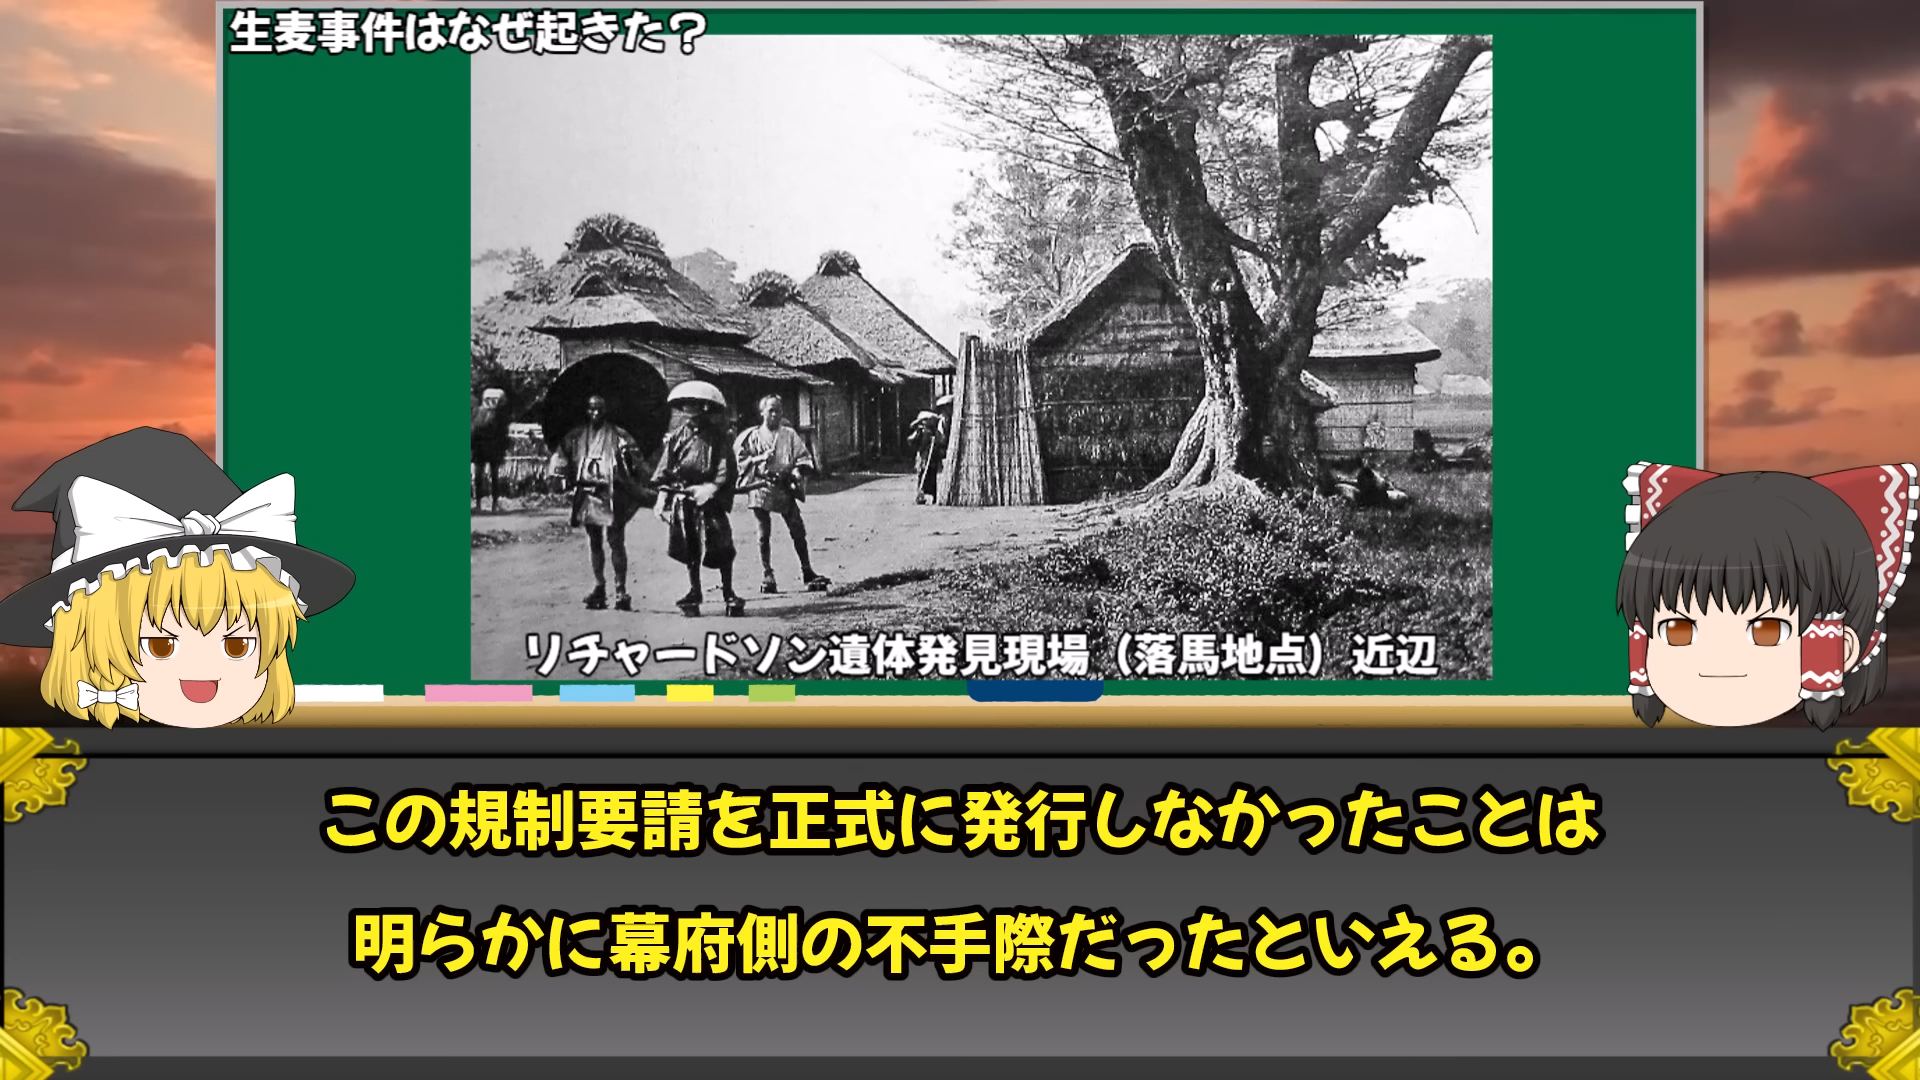 生麦事件はなぜ起きた？
リチャードソン遺体発見現場（落馬地点）近辺
この規制要請を正式に発行しなかったことは
明らかに幕府側の不手際だったといえる。